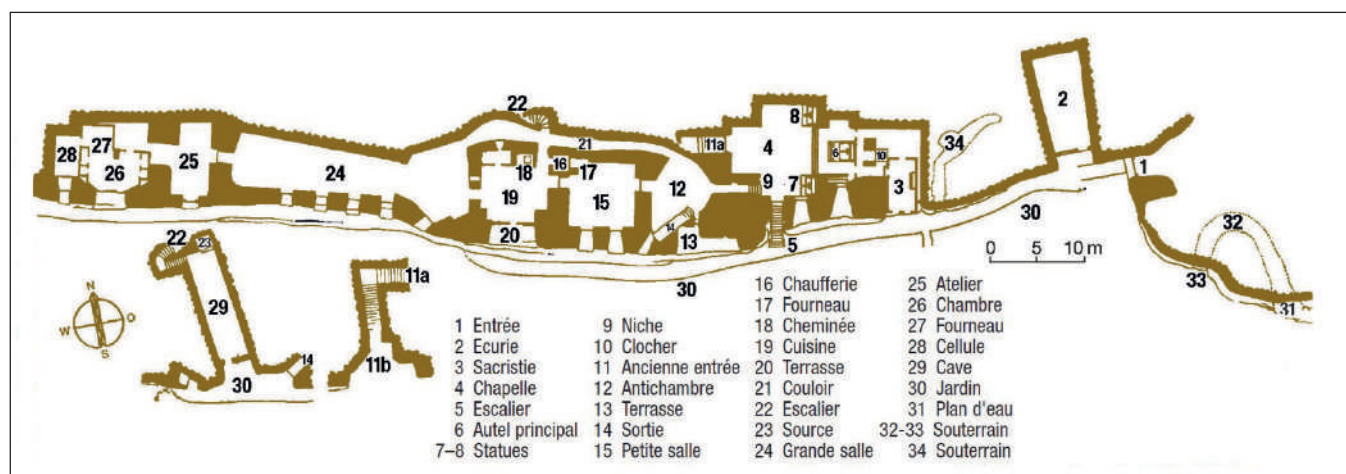 2
22
8
11a
34
27
21
4
6
10
1
28
26
25
24
16
18
17
12
3
9
7
19
15
30
32
14
20
13
5
0 5 10 m
33
31
22
23
11a
30
N
W O
S
29
14
11b
30
1 Entrée
2 Ecurie
3 Sacristie
4 Chapelle
5 Escalier
6 Autel principal
7–8 Statues
9 Niche
10 Clocher
11 Ancienne entrée
12 Antichambre
13 Terrasse
14 Sortie
15 Petite salle
16 Chaufferie
17 Fourneau
18 Cheminée
19 Cuisine
20 Terrasse
21 Couloir
22 Escalier
23 Source
24 Grande salle
25 Atelier
26 Chambre
27 Fourneau
28 Cellule
29 Cave
30 Jardin
31 Plan d'eau
32-33 Souterrain
34 Souterrain